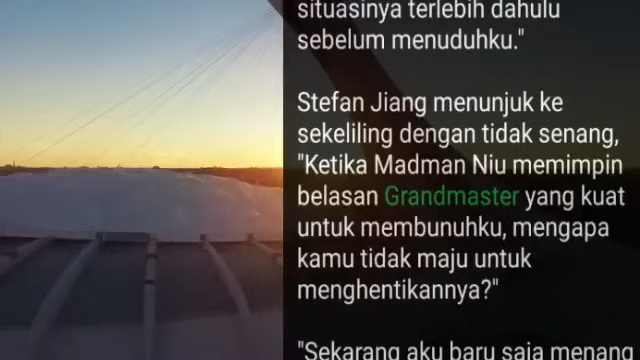 situasinya terlebih dahulu
sebelum menuduhku."
Stefan Jiang menunjuk ke
sekeliling dengan tidak senang,
"Ketika Madman Niu memimpin
belasan Grandmaster yang kuat
untuk membunuhku, mengapa
kamu tidak maju untuk
menghentikannya?"
"Sekarang aku baru saja menang